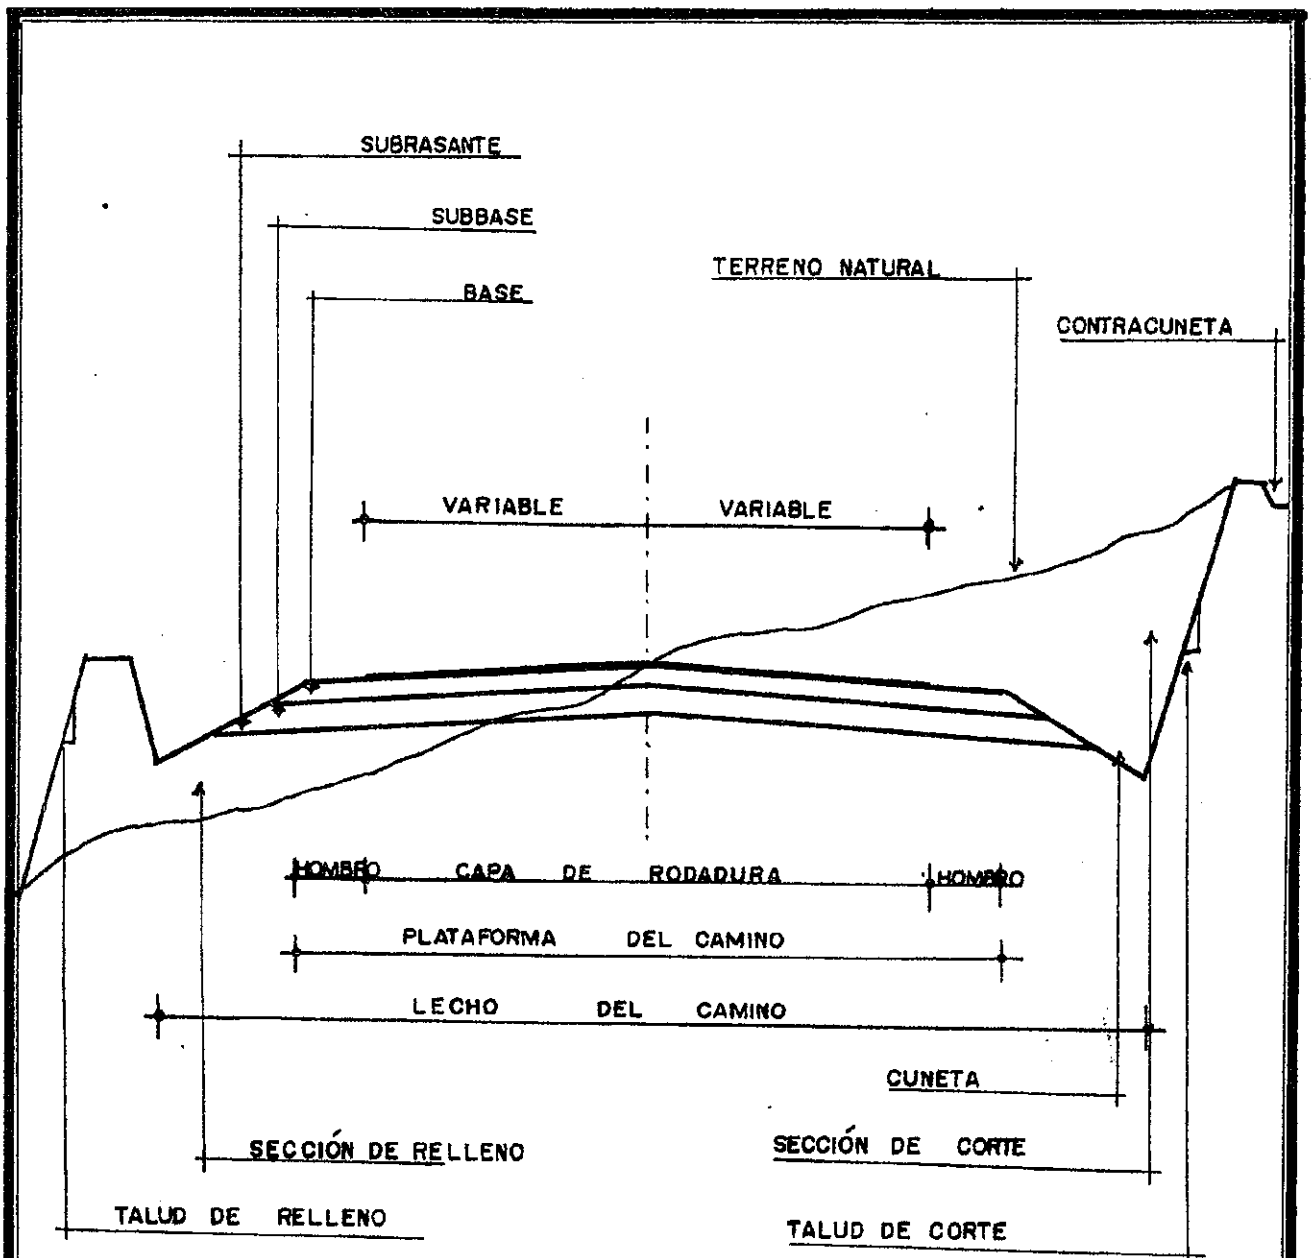 SUBRASANTE
SUBBASE
TERRENO NATURAL
BASE
CONTRACUNETA
VARIABLE VARIABLE
HOMBRO CAPA DE RODADURA HOMBRO
PLATAFORMA DEL CAMINO
LECHO DEL CAMINO
CUNETA
SECCIÓN DE RELLENO SECCIÓN DE CORTE
TALUD DE RELLENO TALUD DE CORTE